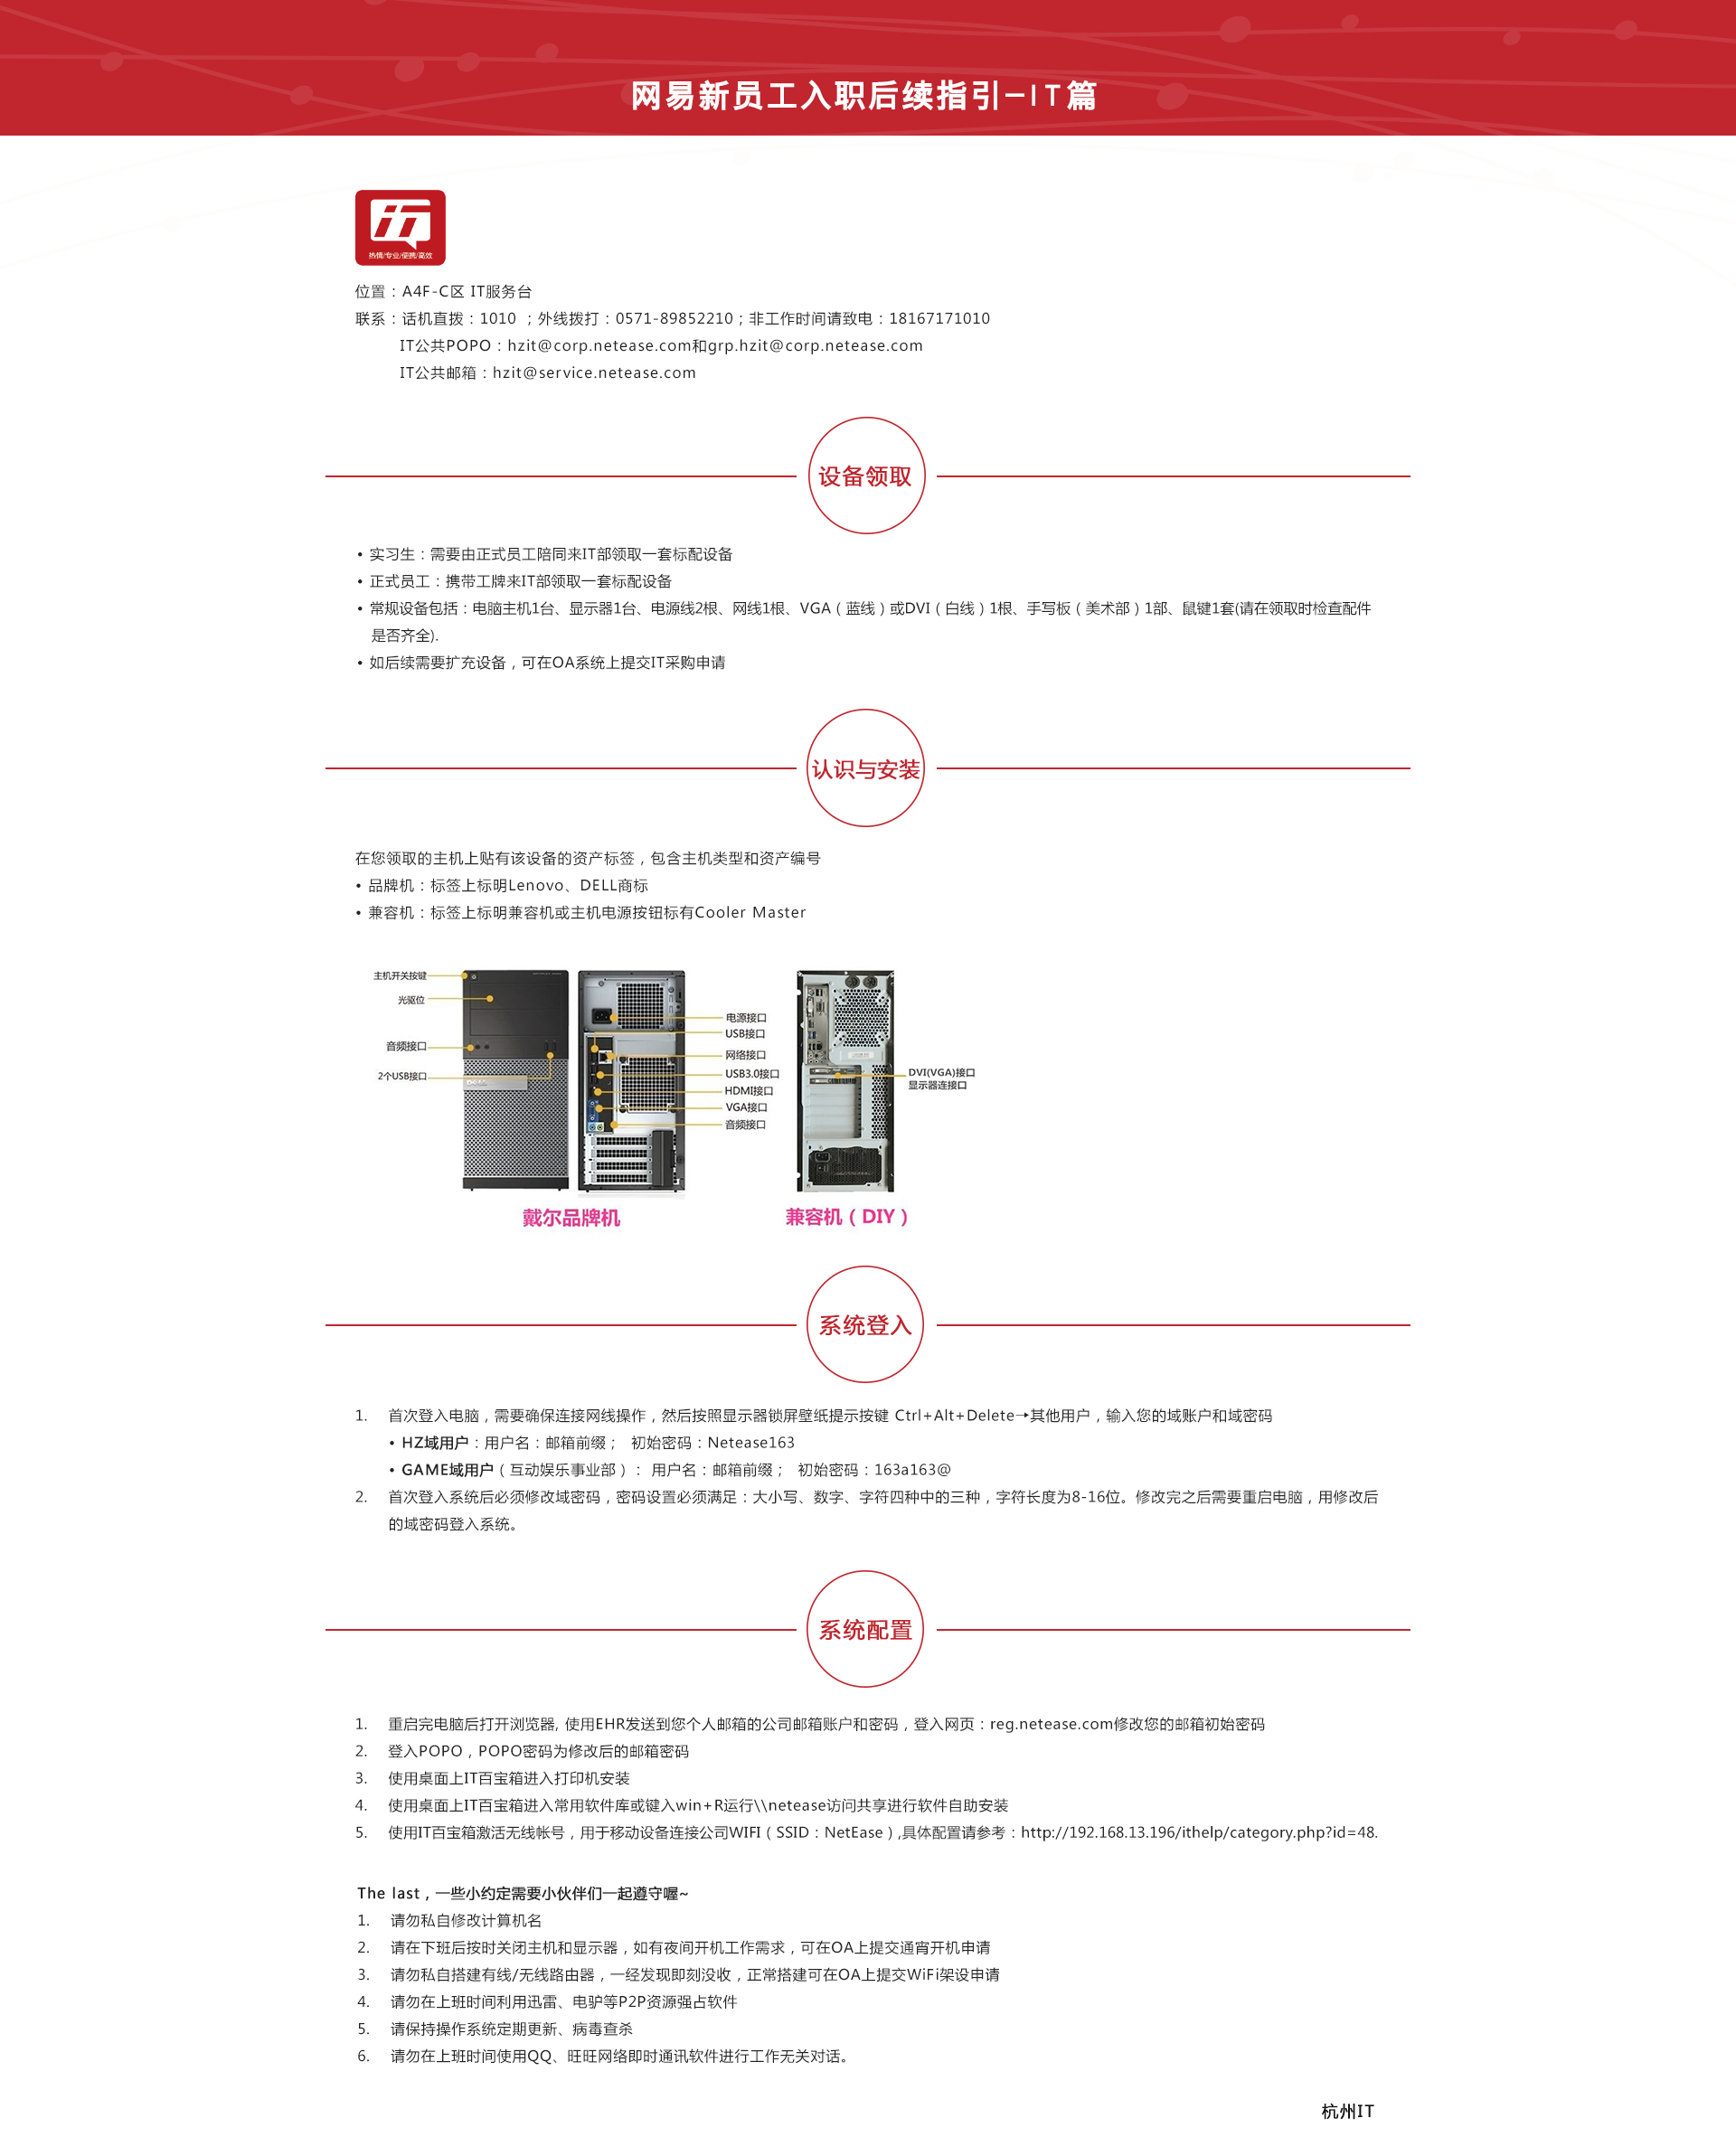 网易新员工入职后续指引-IT篇
IT
热情/专业/便携/高效
位置：A4F-C区 IT服务台
联系：话机直拨：1010 ；外线拨打：0571-89852210；非工作时间请致电：18167171010
IT公共POPO：hzit@corp.netease.com和grp.hzit@corp.netease.com
IT公共邮箱：hzit@service.netease.com
设备领取
• 实习生：需要由正式员工陪同来IT部领取一套标配设备
• 正式员工：携带工牌来IT部领取一套标配设备
• 常规设备包括：电脑主机1台、显示器1台、电源线2根、网线1根、VGA（蓝线）或DVI（白线）1根、手写板（美术部）1部、鼠键1套(请在领取时检查配件
是否齐全).
• 如后续需要扩充设备，可在OA系统上提交IT采购申请
认识与安装
在您领取的主机上贴有该设备的资产标签，包含主机类型和资产编号
• 品牌机：标签上标明Lenovo、DELL商标
• 兼容机：标签上标明兼容机或主机电源按钮标有Cooler Master
主机开关按键
光驱位
音频接口
2个USB接口
电源接口
USB接口
网络接口
USB3.0接口
HDMI接口
VGA接口
音频接口
DVI(VGA)接口
显示器连接口
戴尔品牌机
兼容机（DIY）
系统登入
1. 首次登入电脑，需要确保连接网线操作，然后按照显示器锁屏壁纸提示按键 Ctrl+Alt+Delete→其他用户，输入您的域账户和域密码
• HZ域用户：用户名：邮箱前缀； 初始密码：Netease163
• GAME域用户（互动娱乐事业部）： 用户名：邮箱前缀； 初始密码：163a163@
2. 首次登入系统后必须修改域密码，密码设置必须满足：大小写、数字、字符四种中的三种，字符长度为8-16位。修改完之后需要重启电脑，用修改后
的域密码登入系统。
系统配置
1. 重启完电脑后打开浏览器, 使用EHR发送到您个人邮箱的公司邮箱账户和密码，登入网页：reg.netease.com修改您的邮箱初始密码
2. 登入POPO，POPO密码为修改后的邮箱密码
3. 使用桌面上IT百宝箱进入打印机安装
4. 使用桌面上IT百宝箱进入常用软件库或键入win+R运行\\netease访问共享进行软件自助安装
5. 使用IT百宝箱激活无线帐号，用于移动设备连接公司WIFI（SSID：NetEase）,具体配置请参考：http://192.168.13.196/ithelp/category.php?id=48.
The last，一些小约定需要小伙伴们一起遵守喔~
1. 请勿私自修改计算机名
2. 请在下班后按时关闭主机和显示器，如有夜间开机工作需求，可在OA上提交通宵开机申请
3. 请勿私自搭建有线/无线路由器，一经发现即刻没收，正常搭建可在OA上提交WiFi架设申请
4. 请勿在上班时间利用迅雷、电驴等P2P资源强占软件
5. 请保持操作系统定期更新、病毒查杀
6. 请勿在上班时间使用QQ、旺旺网络即时通讯软件进行工作无关对话。
杭州IT